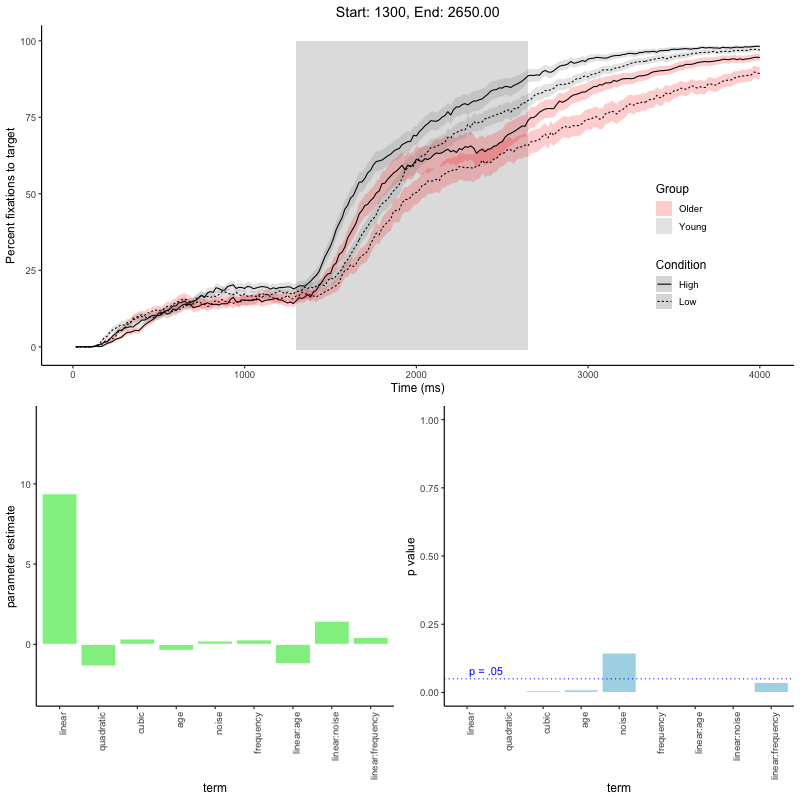 Start: 1300, End: 2650.00
Percent fixations to target
100
75
50
25
0
0 1000 2000 3000 4000
Time (ms)
Group
Older
Young
Condition
High
Low
parameter estimate
10
5
0
linear quadratic cubic age noise frequency linear:age linear:noise linear:frequency
term
p value
1.00
0.75
0.50
0.25
0.00
p = .05
linear quadratic cubic age noise frequency linear:age linear:noise linear:frequency
term